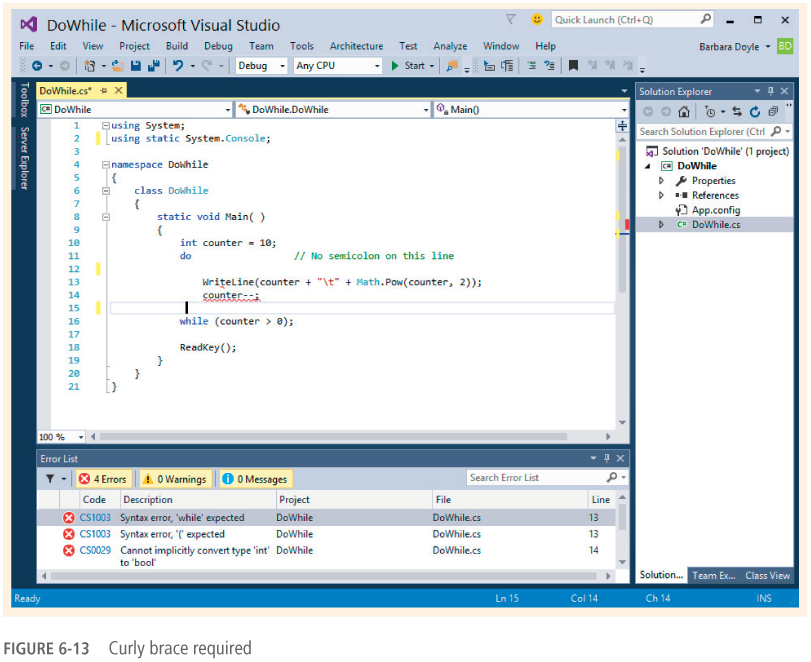 DoWhile - Microsoft Visual Studio
Quick Launch (Ctrl+Q)
File Edit View Project Build Debug Team Tools Architecture Test Analyze Window Help
Barbara Doyle BD
Debug Any CPU Start
Toolbox
Server Explorer
DoWhile.cs*
DoWhile DoWhile.DoWhile Main()
1 using System;
2 using static System.Console;
3
4 namespace DoWhile
5 {
6 class DoWhile
7 {
8 static void Main( )
9 {
10 int counter = 10;
11 do // No semicolon on this line
12
13 WriteLine(counter + "\t" + Math.Pow(counter, 2));
14 counter--;
15
16 while (counter > 0);
17
18 ReadKey();
19 }
20 }
21 }
100 %
Solution Explorer
Search Solution Explorer (Ctrl
Solution 'DoWhile' (1 project)
C# DoWhile
Properties
References
App.config
C# DoWhile.cs
Solution... Team Ex... Class View
Error List
4 Errors 0 Warnings 0 Messages
Search Error List
Code Description Project File Line
CS1003 Syntax error, 'while' expected DoWhile DoWhile.cs 13
CS1003 Syntax error, '(' expected DoWhile DoWhile.cs 13
CS0029 Cannot implicitly convert type 'int' DoWhile DoWhile.cs 14
to 'bool'
Ready Ln 15 Col 14 Ch 14 INS
FIGURE 6-13 Curly brace required